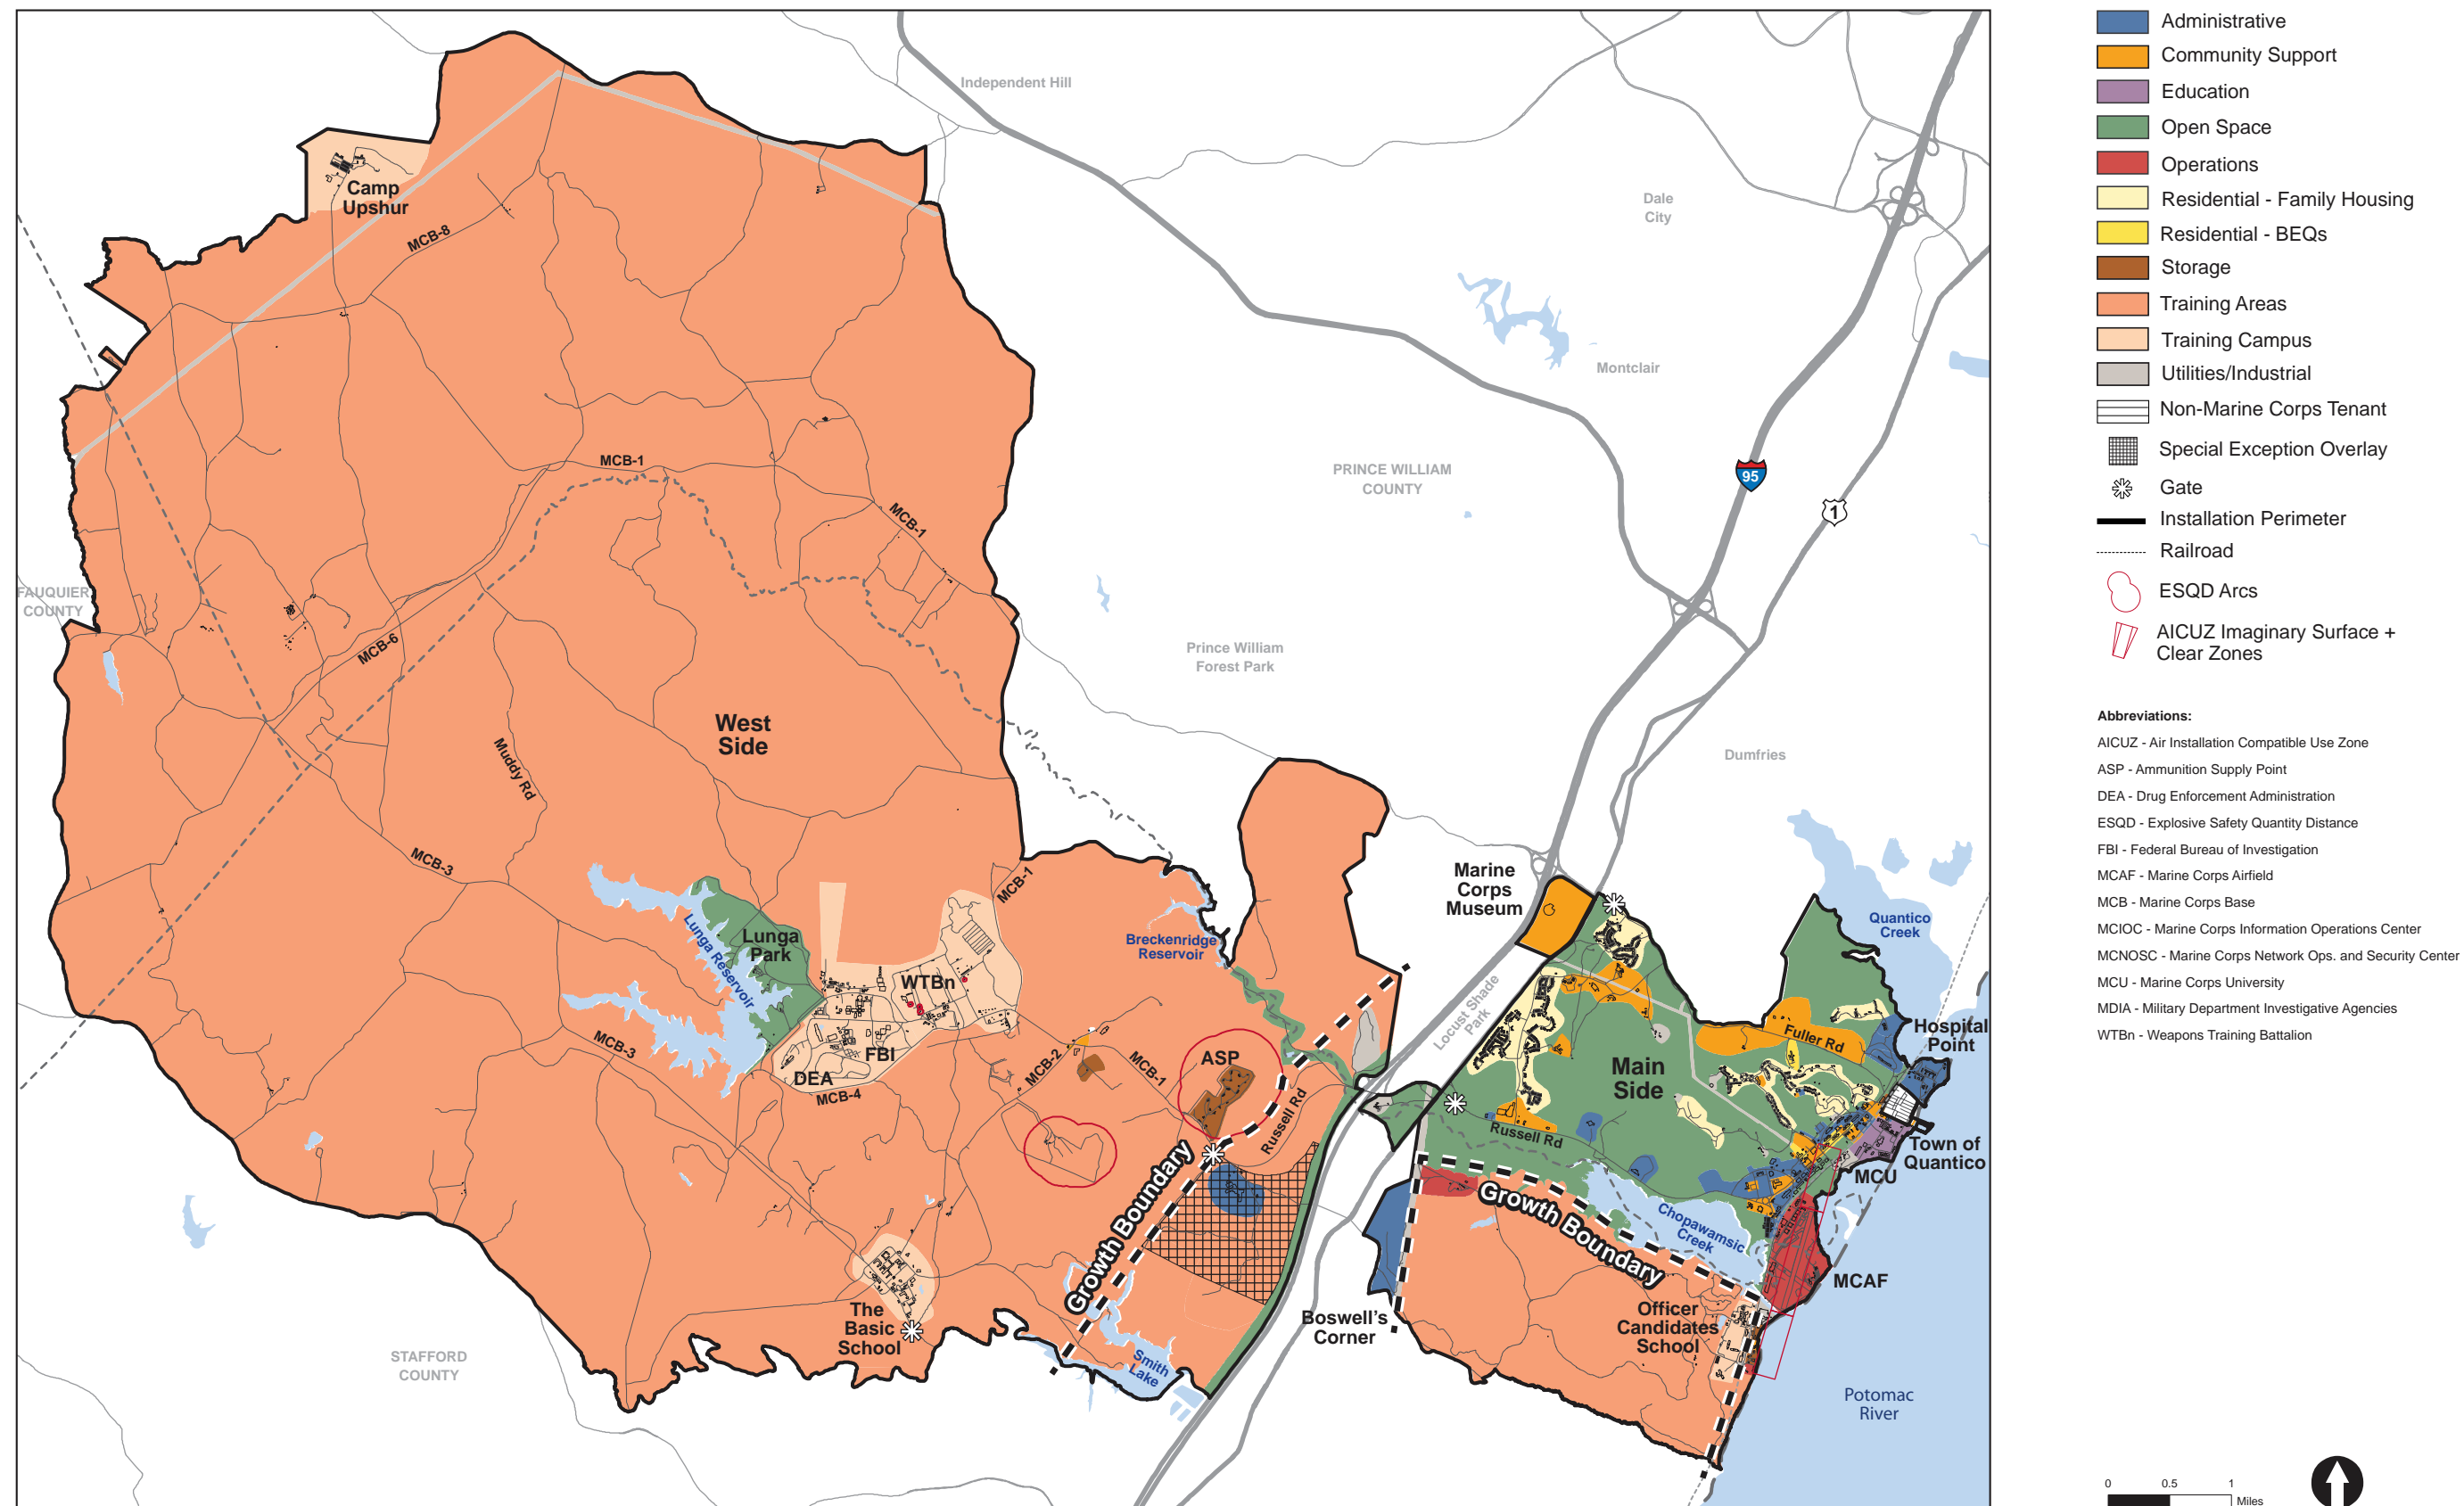 Independent Hill
Camp
Upshur
MCB-8
Dale
City
Montclair
MCB-1
PRINCE WILLIAM
COUNTY
95
1
MCB-1
FAUQUIER
COUNTY
MCB-6
Prince William
Forest Park
West
Side
Muddy Rd
Dumfries
MCB-3
MCB-1
Marine
Corps
Museum
Quantico
Creek
Lunga
Park
Lunga Reservoir
Breckenridge
Reservoir
WTBn
Locust Shade
Park
Fuller Rd
Hospital
Point
MCB-3
FBI
MCB-2
MCB-1
ASP
Main
Side
DEA
MCB-4
Russell Rd
Russell Rd
Town of
Quantico
MCU
Growth Boundary
Growth Boundary
Chopawamsic
Creek
MCAF
The
Basic
School
Boswell's
Corner
Officer
Candidates
School
Smith
Lake
STAFFORD
COUNTY
Potomac
River
Administrative
Community Support
Education
Open Space
Operations
Residential - Family Housing
Residential - BEQs
Storage
Training Areas
Training Campus
Utilities/Industrial
Non-Marine Corps Tenant
Special Exception Overlay
Gate
Installation Perimeter
Railroad
ESQD Arcs
AICUZ Imaginary Surface +
Clear Zones
Abbreviations:
AICUZ - Air Installation Compatible Use Zone
ASP - Ammunition Supply Point
DEA - Drug Enforcement Administration
ESQD - Explosive Safety Quantity Distance
FBI - Federal Bureau of Investigation
MCAF - Marine Corps Airfield
MCB - Marine Corps Base
MCIOC - Marine Corps Information Operations Center
MCNOSC - Marine Corps Network Ops. and Security Center
MCU - Marine Corps University
MDIA - Military Department Investigative Agencies
WTBn - Weapons Training Battalion
0 0.5 1
Miles